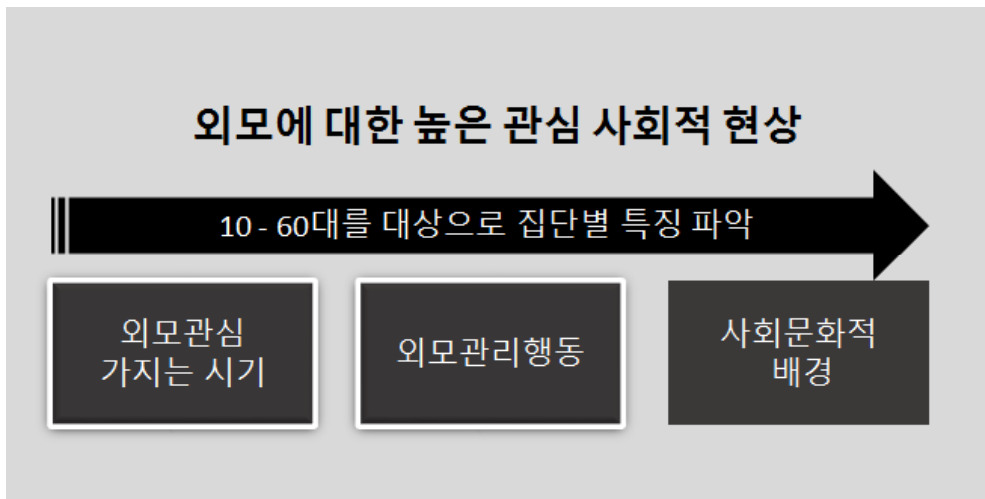 외모에 대한 높은 관심 사회적 현상
10 - 60대를 대상으로 집단별 특징 파악
외모관심
가지는 시기
외모관리행동
사회문화적
배경